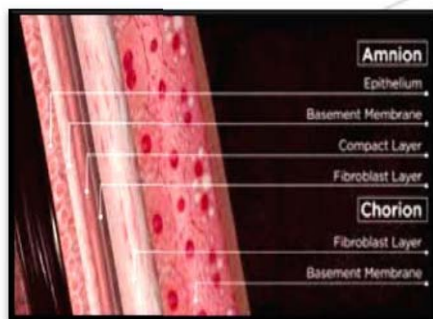 Amnion
Epithelium
Basement Membrane
Compact Layer
Fibroblast Layer
Chorion
Fibroblast Layer
Basement Membrane